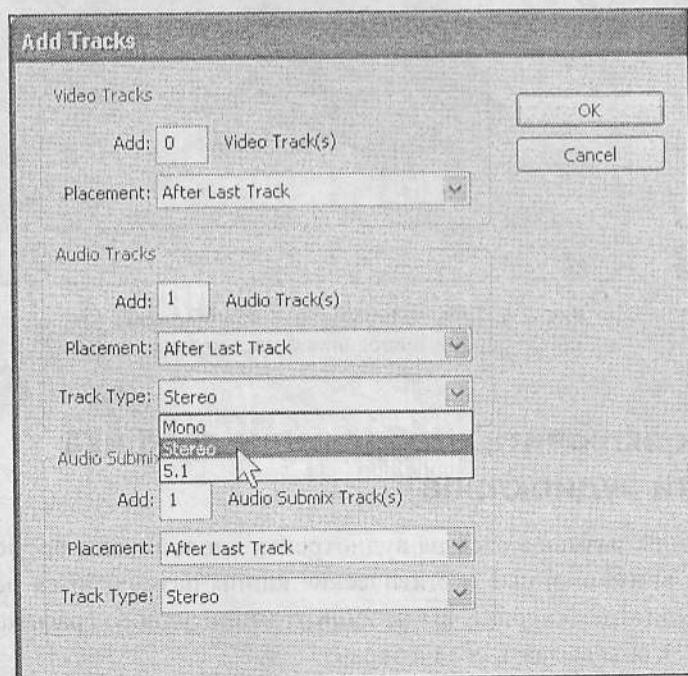 Add Tracks
Video Tracks
OK
Add: 0 Video Track(s)
Cancel
Placement: After Last Track
Audio Tracks
Add: 1 Audio Track(s)
Placement: After Last Track
Track Type: Stereo
Mono
Stereo
Audio Submi
5.1
Add: 1 Audio Submix Track(s)
Placement: After Last Track
Track Type: Stereo